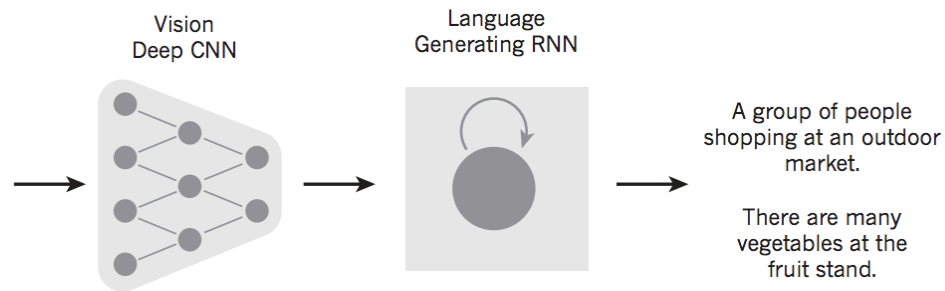 Vision
Deep CNN
Language
Generating RNN
A group of people
shopping at an outdoor
market.
There are many
vegetables at the
fruit stand.